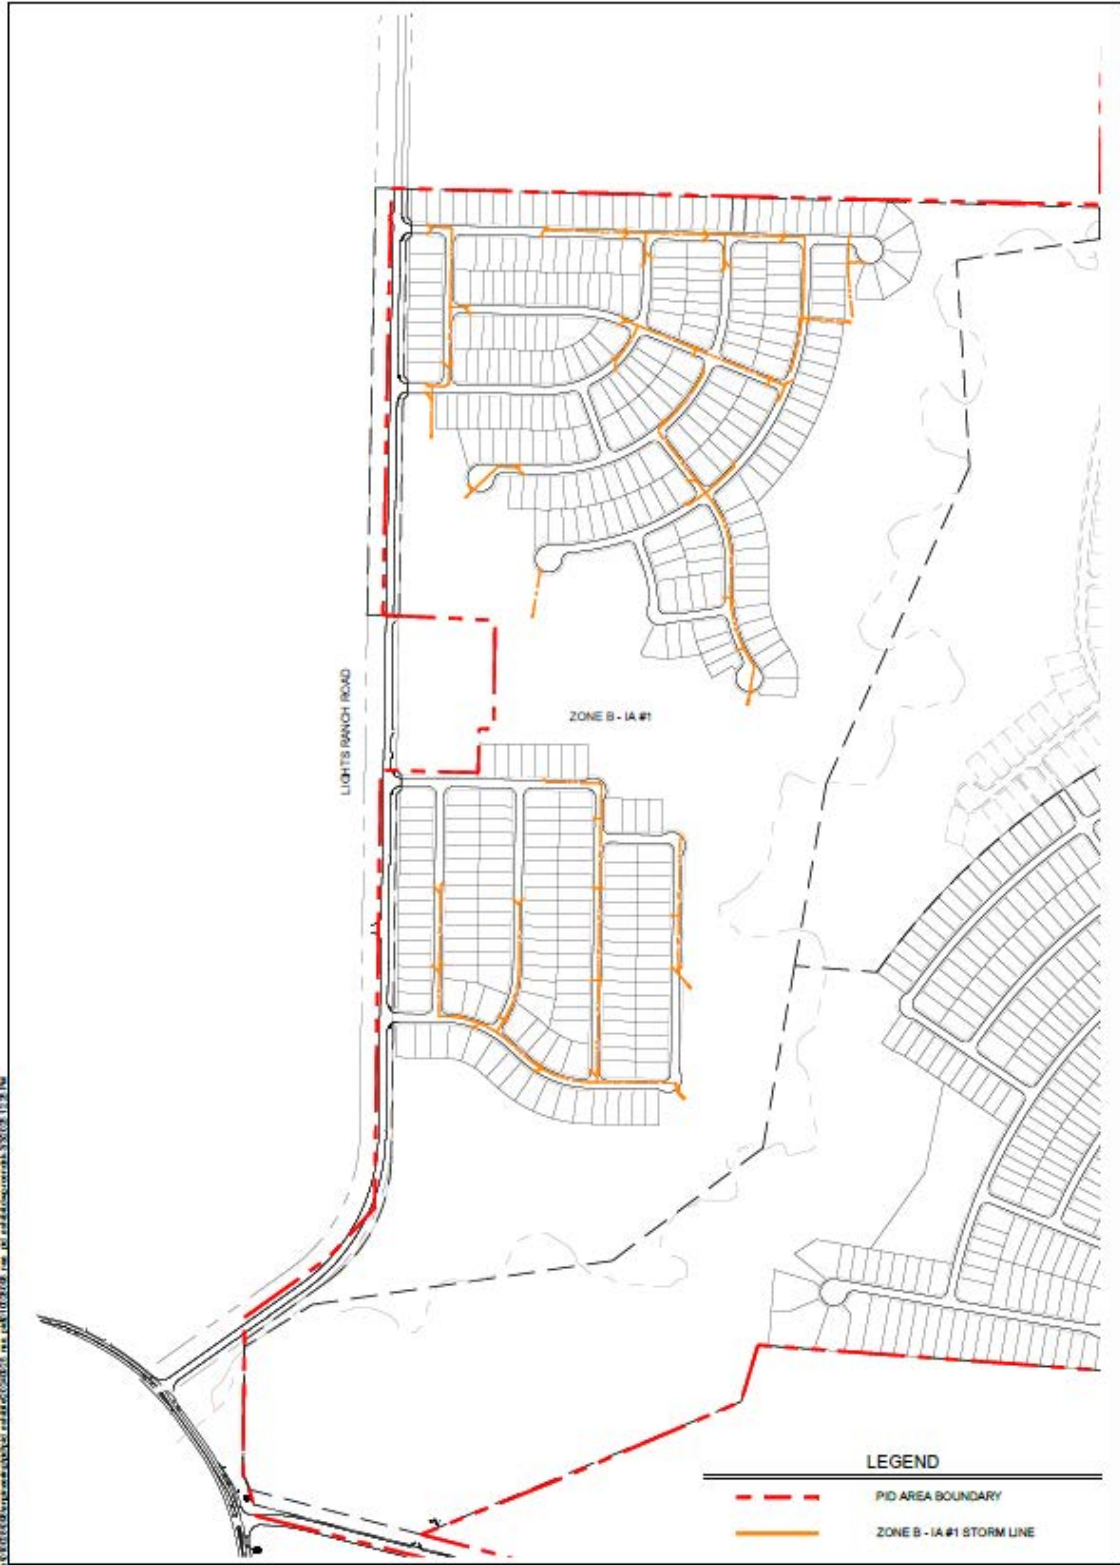 LIGHTS RANCH ROAD
ZONE B - IA #1
LEGEND
PID AREA BOUNDARY
ZONE B - IA #1 STORM LINE